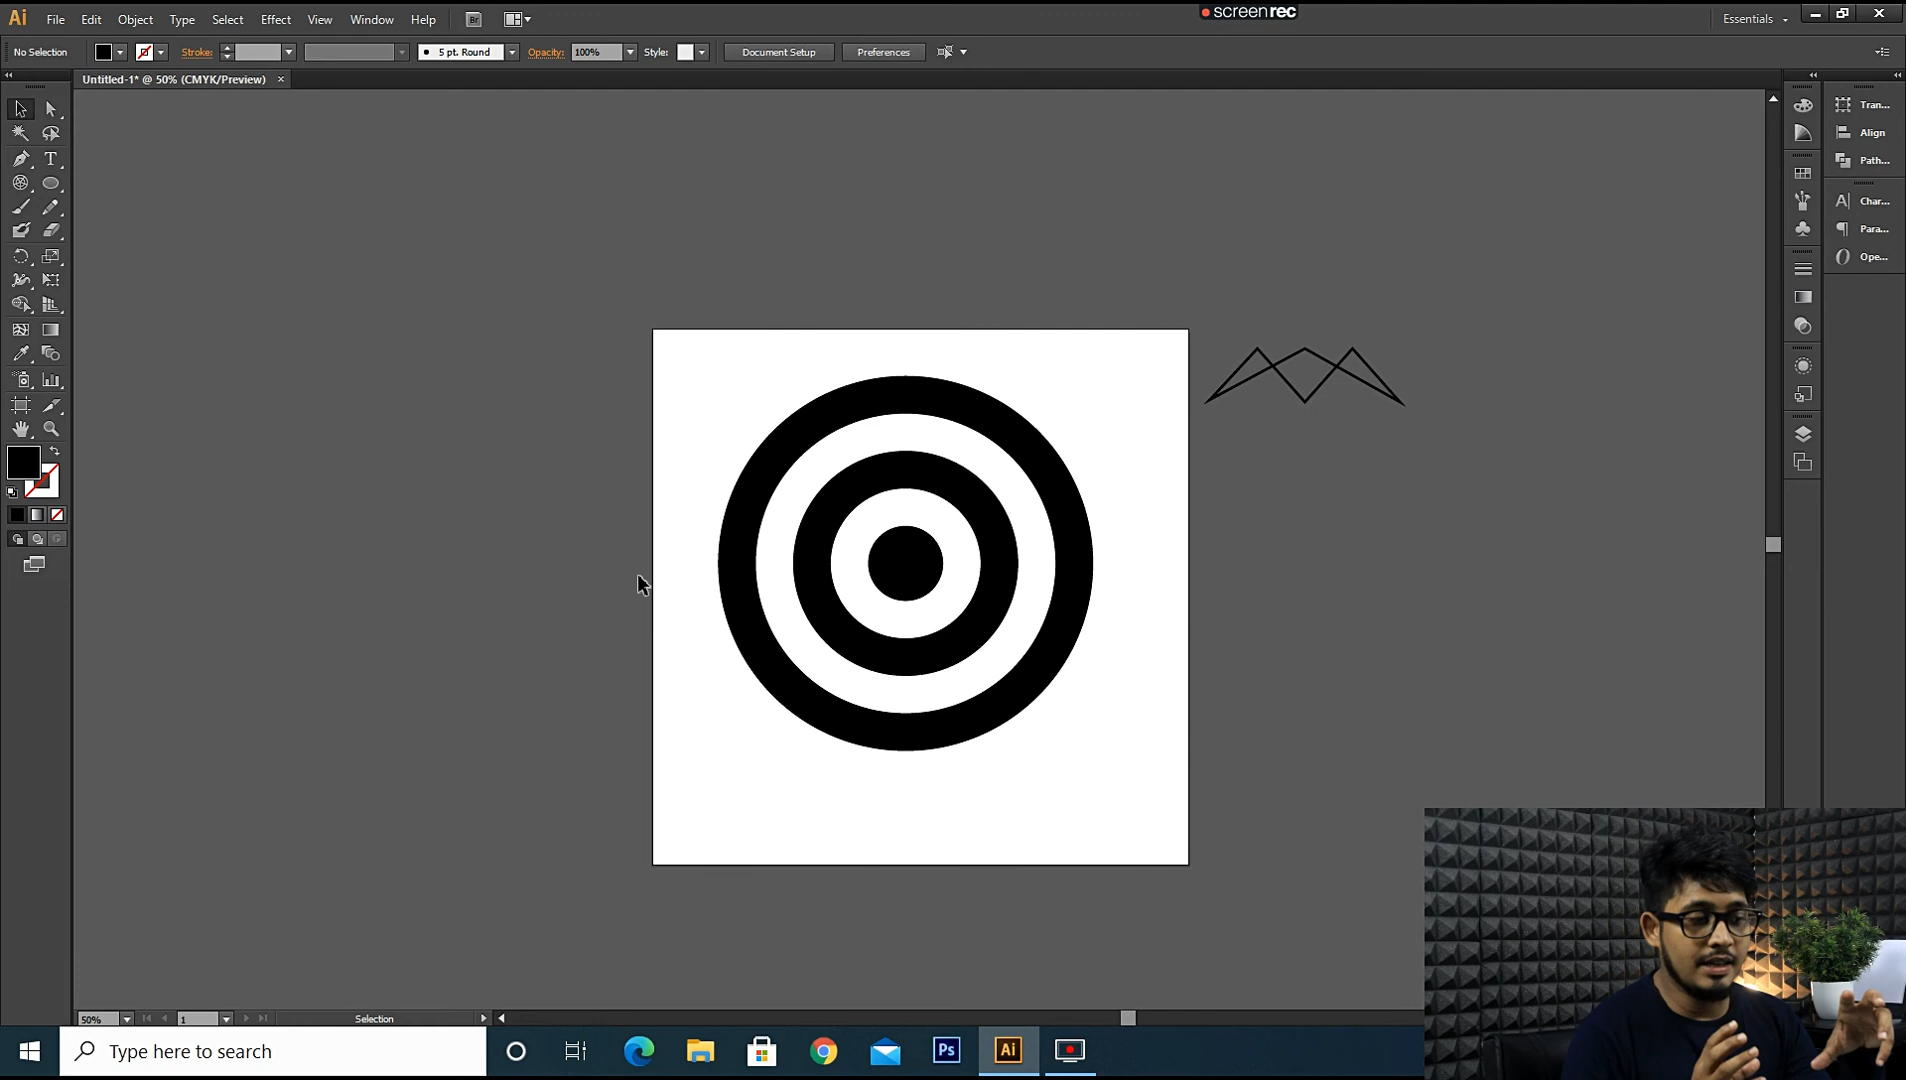 Ai File Edit Object Type Select Effect View Window Help Br
screenrec
Essentials
No Selection Stroke: 5 pt. Round Opacity: 100% Style: Document Setup Preferences
Untitled-1* @ 50% (CMYK/Preview)
Tran...
Align
Path...
Char...
Para...
Ope...
50% 1 Selection
Type here to search
Ps Ai